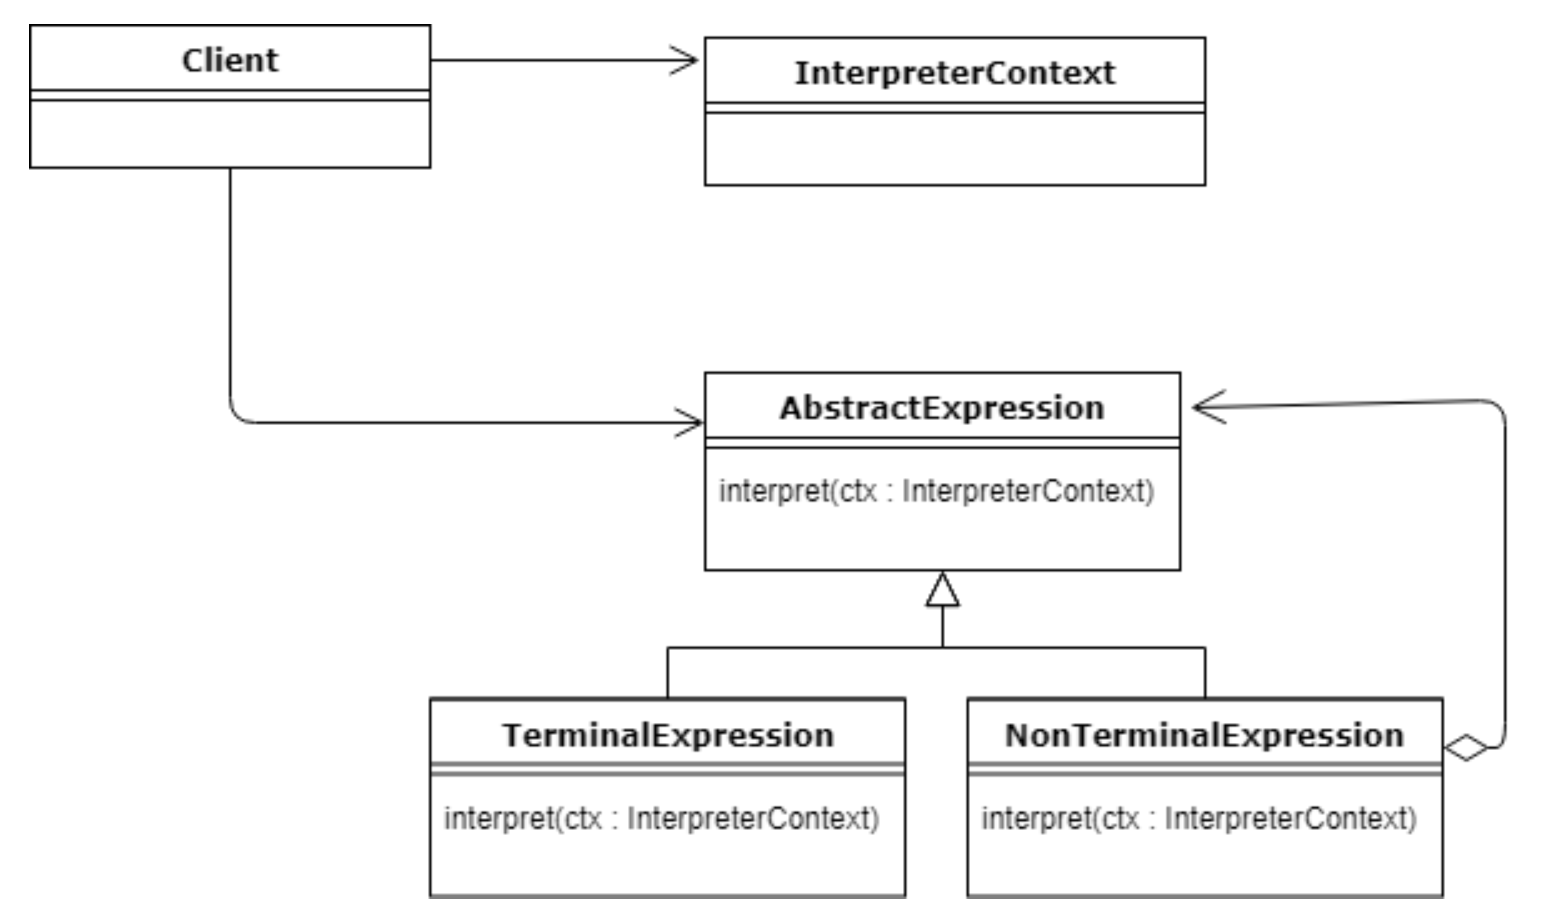 Client
InterpreterContext
AbstractExpression
interpret(ctx : InterpreterContext)
TerminalExpression
interpret(ctx : InterpreterContext)
NonTerminalExpression
interpret(ctx : InterpreterContext)